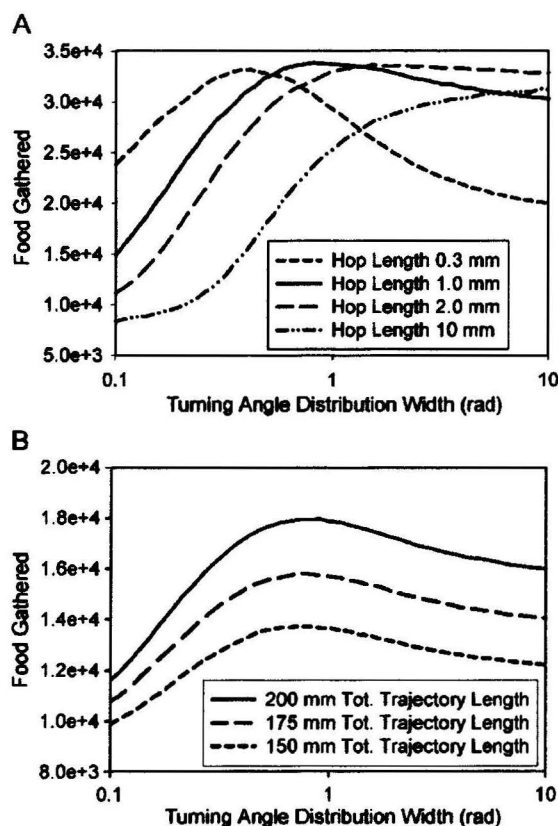 A
3.5e+4
3.0e+4
2.5e+4
2.0e+4
1.5e+4
1.0e+4
5.0e+3
Food Gathered
Hop Length 0.3 mm
Hop Length 1.0 mm
Hop Length 2.0 mm
Hop Length 10 mm
0.1
1
10
Turning Angle Distribution Width (rad)
B
2.0e+4
1.8e+4
1.6e+4
1.4e+4
1.2e+4
1.0e+4
8.0e+3
Food Gathered
200 mm Tot. Trajectory Length
175 mm Tot. Trajectory Length
150 mm Tot. Trajectory Length
0.1
1
10
Turning Angle Distribution Width (rad)